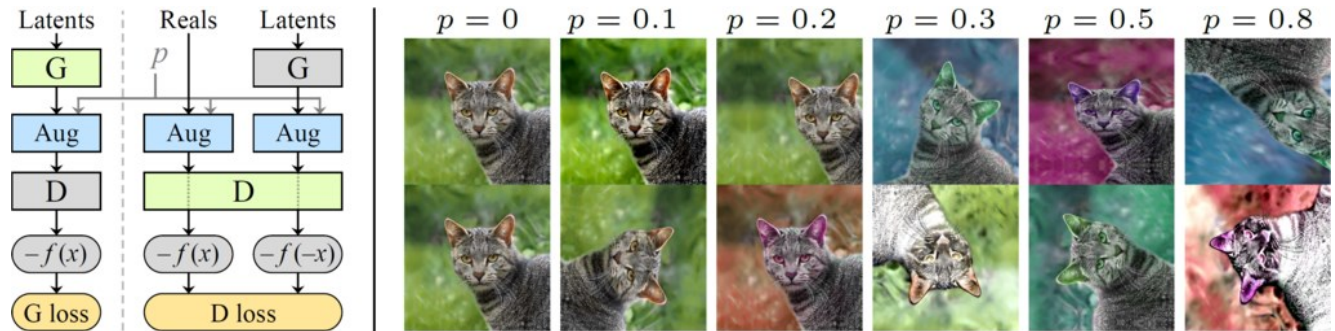 Latents Reals Latents
p
G G
Aug Aug Aug
D D
−f(x) −f(x) −f(−x)
G loss D loss
p = 0 p = 0.1 p = 0.2 p = 0.3 p = 0.5 p = 0.8